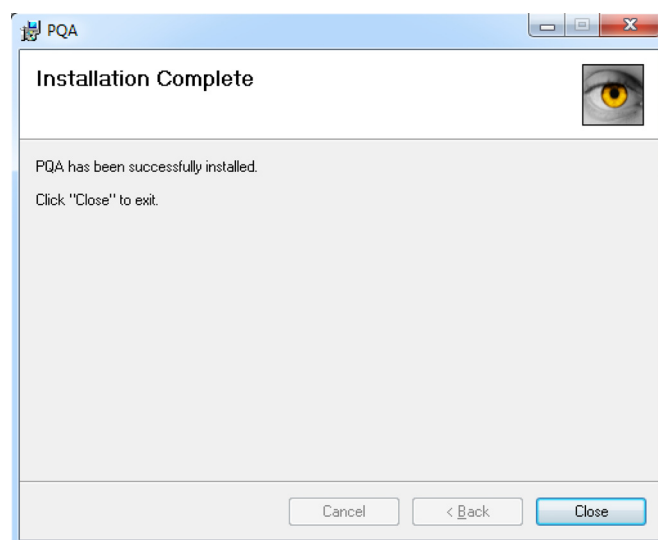 PQA
Installation Complete
PQA has been successfully installed.
Click "Close" to exit.
Cancel
< Back
Close